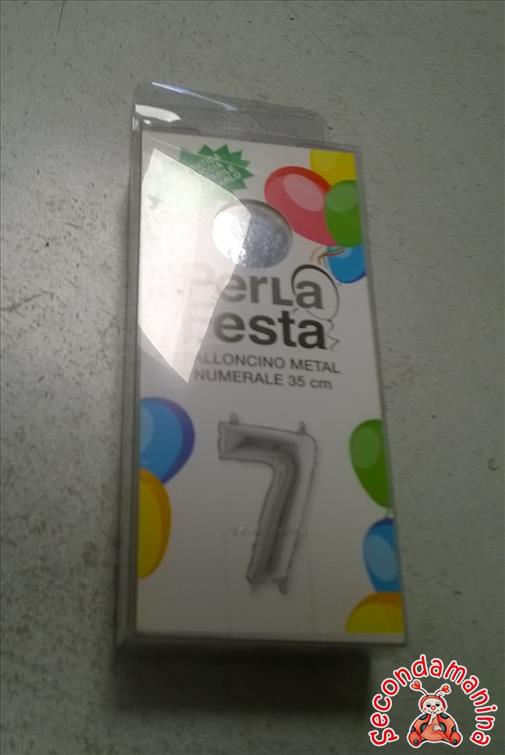 PerLa
Festa
PALLONCINO METAL
NUMERALE 35 cm
7
Secondamanina